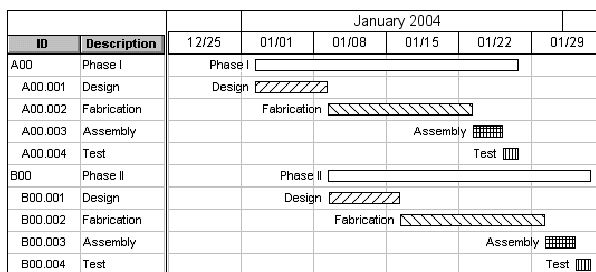 January 2004
ID Description 12/25 01/01 01/08 01/15 01/22 01/29
A00 Phase I Phase I
A00.001 Design Design
A00.002 Fabrication Fabrication
A00.003 Assembly Assembly
A00.004 Test Test
B00 Phase II Phase II
B00.001 Design Design
B00.002 Fabrication Fabrication
B00.003 Assembly Assembly
B00.004 Test Test